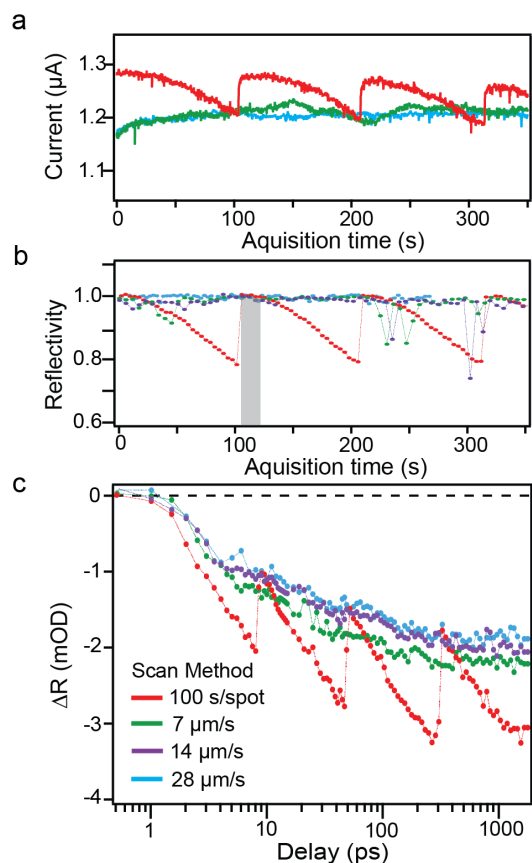 a
1.3
1.2
1.1
Current (µA)
0 100 200 300
Aquisition time (s)
b
1.0
0.8
0.6
Reflectivity
0 100 200 300
Aquisition time (s)
c
0
-1
-2
-3
-4
ΔR (mOD)
Scan Method
100 s/spot
7 µm/s
14 µm/s
28 µm/s
1 10 100 1000
Delay (ps)